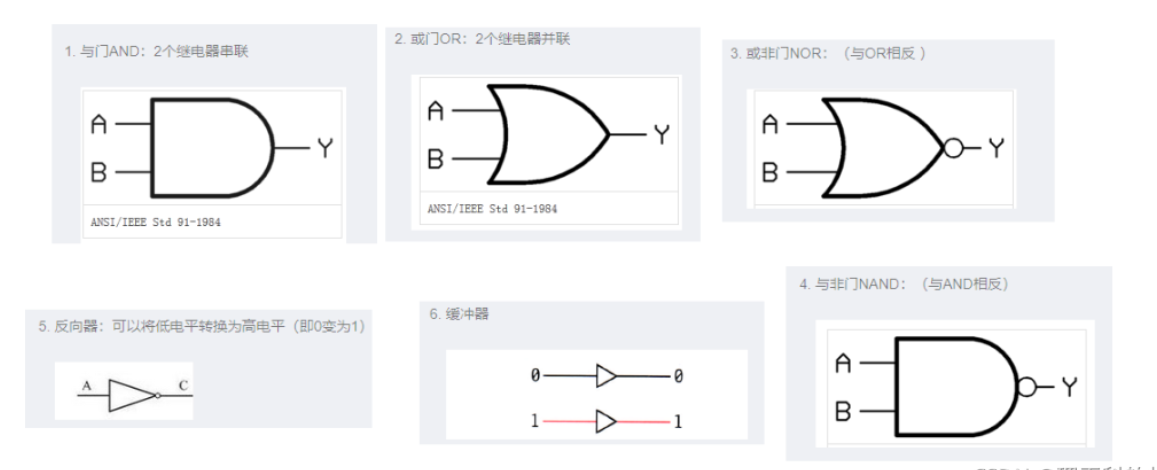 1. 与门AND：2个继电器串联
A
B
Y
ANSI/IEEE Std 91-1984
2. 或门OR：2个继电器并联
A
B
Y
ANSI/IEEE Std 91-1984
3. 或非门NOR：（与OR相反 ）
A
B
Y
5. 反向器：可以将低电平转换为高电平（即0变为1）
A
C
6. 缓冲器
0
0
1
1
4. 与非门NAND：（与AND相反）
A
B
Y